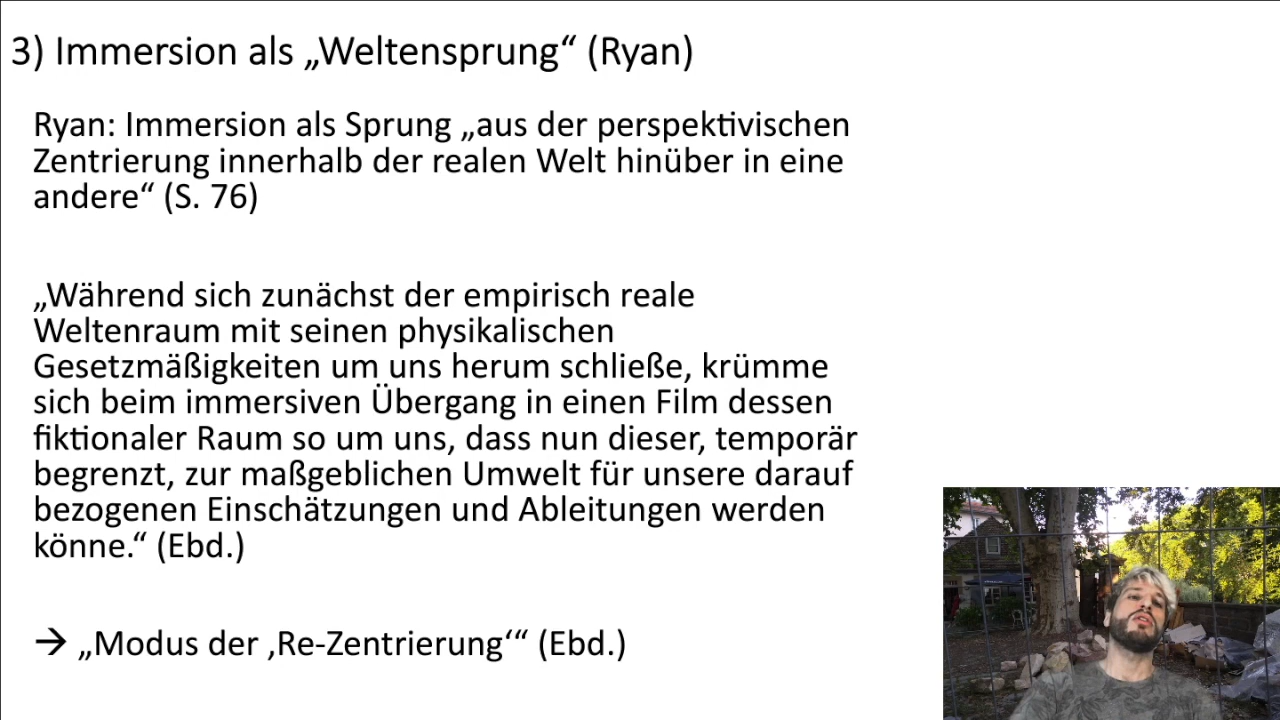 3) Immersion als „Weltensprung“ (Ryan)
Ryan: Immersion als Sprung „aus der perspektivischen
Zentrierung innerhalb der realen Welt hinüber in eine
andere“ (S. 76)
„Während sich zunächst der empirisch reale
Weltenraum mit seinen physikalischen
Gesetzmäßigkeiten um uns herum schließe, krümme
sich beim immersiven Übergang in einen Film dessen
fiktionaler Raum so um uns, dass nun dieser, temporär
begrenzt, zur maßgeblichen Umwelt für unsere darauf
bezogenen Einschätzungen und Ableitungen werden
könne.“ (Ebd.)
→ „Modus der ‚Re-Zentrierung‘“ (Ebd.)